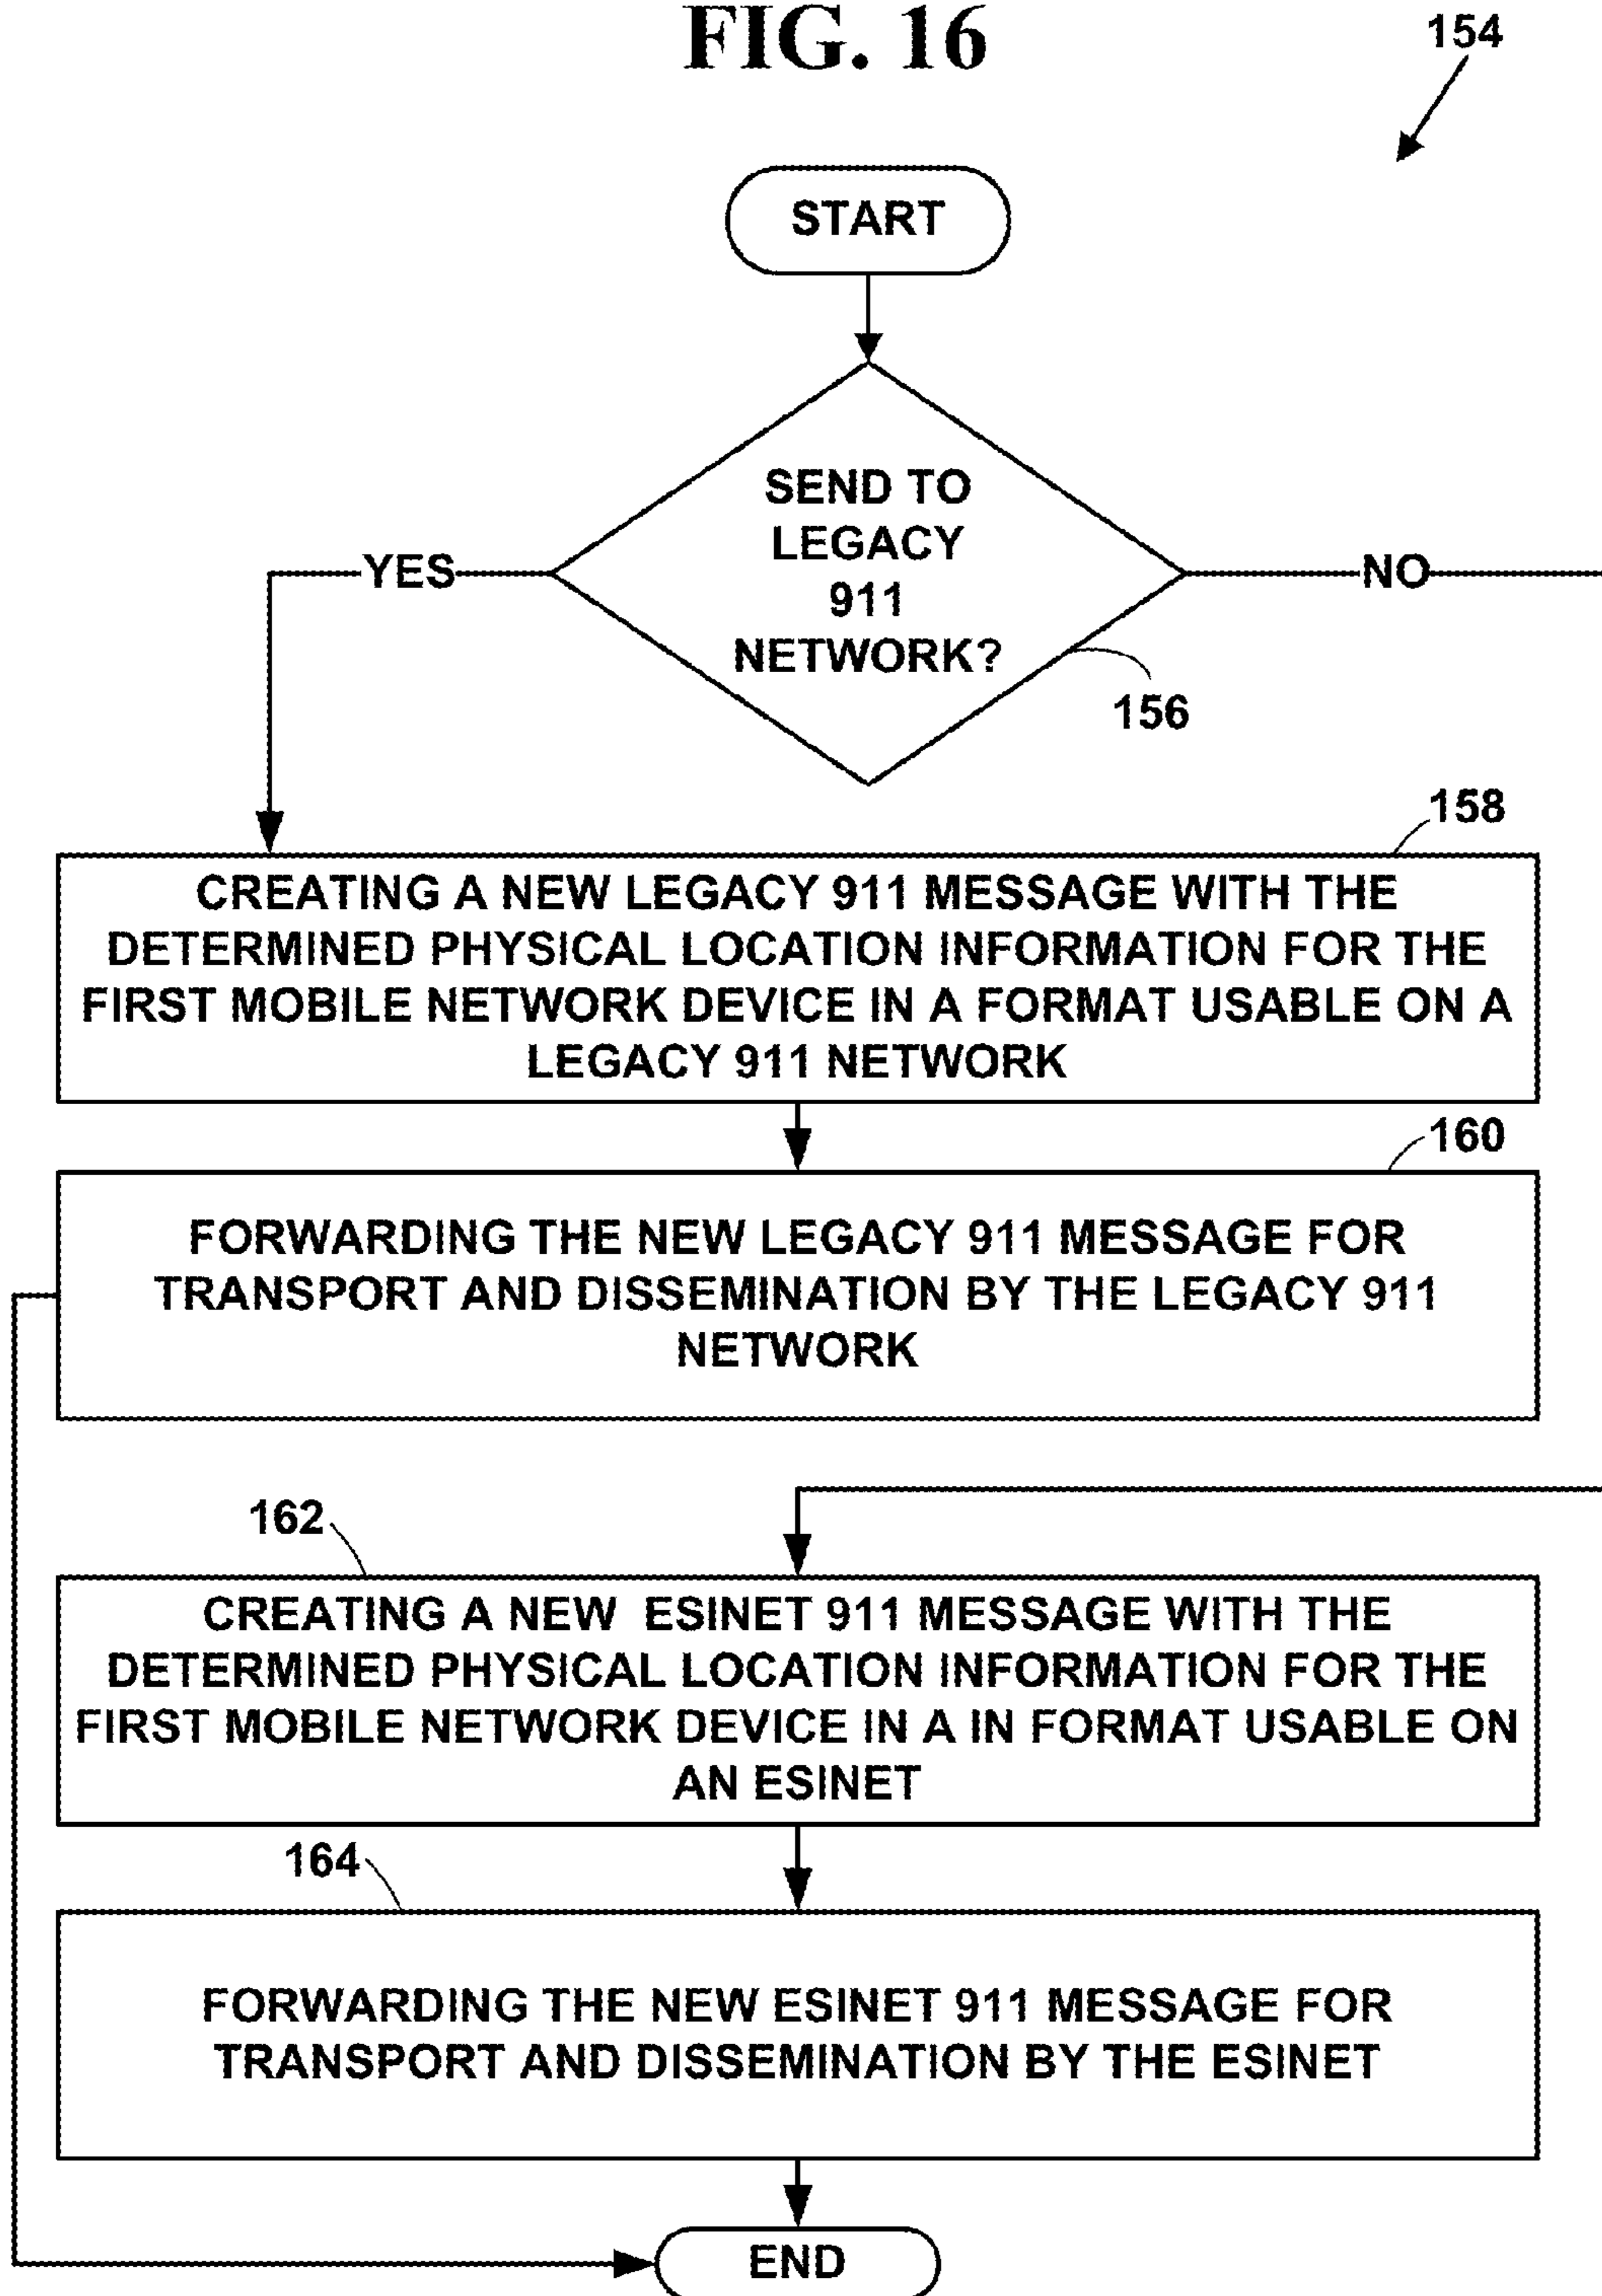 FIG. 16
154
START
SEND TO
LEGACY
911
NETWORK?
YES
NO
156
158
CREATING A NEW LEGACY 911 MESSAGE WITH THE
DETERMINED PHYSICAL LOCATION INFORMATION FOR THE
FIRST MOBILE NETWORK DEVICE IN A FORMAT USABLE ON A
LEGACY 911 NETWORK
160
FORWARDING THE NEW LEGACY 911 MESSAGE FOR
TRANSPORT AND DISSEMINATION BY THE LEGACY 911
NETWORK
162
CREATING A NEW ESINET 911 MESSAGE WITH THE
DETERMINED PHYSICAL LOCATION INFORMATION FOR THE
FIRST MOBILE NETWORK DEVICE IN A IN FORMAT USABLE ON
AN ESINET
164
FORWARDING THE NEW ESINET 911 MESSAGE FOR
TRANSPORT AND DISSEMINATION BY THE ESINET
END